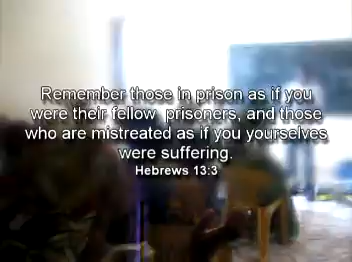 Remember those in prison as if you
were their fellow prisoners, and those
who are mistreated as if you yourselves
were suffering.
Hebrews 13:3